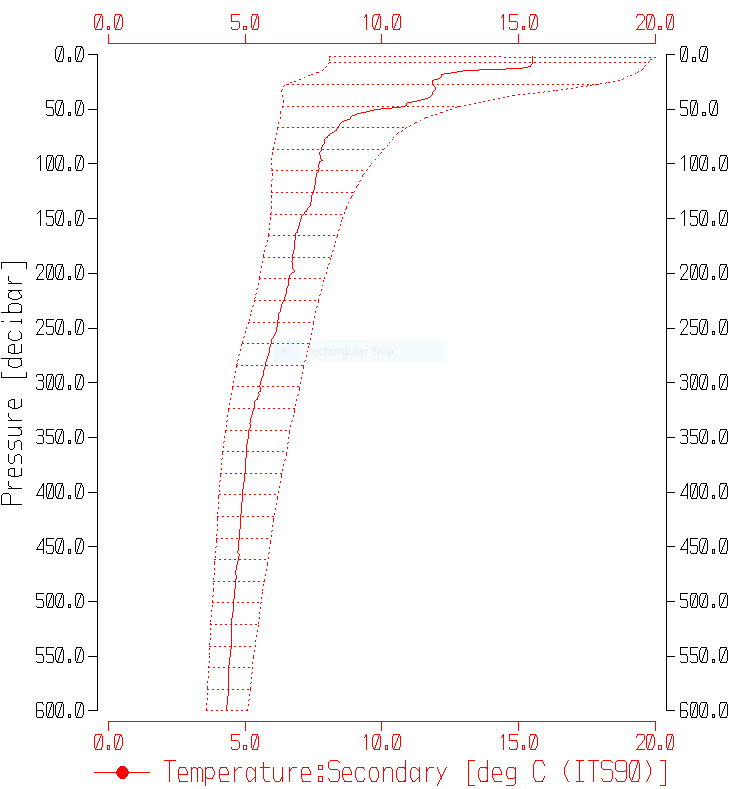 0.0 5.0 10.0 15.0 20.0
0.0 0.0
50.0 50.0
100.0 100.0
150.0 150.0
200.0 200.0
250.0 250.0
300.0 300.0
350.0 350.0
400.0 400.0
450.0 450.0
500.0 500.0
550.0 550.0
600.0 600.0
Pressure [decibar]
Rectangular Snip
0.0 5.0 10.0 15.0 20.0
Temperature:Secondary [deg C (ITS90)]